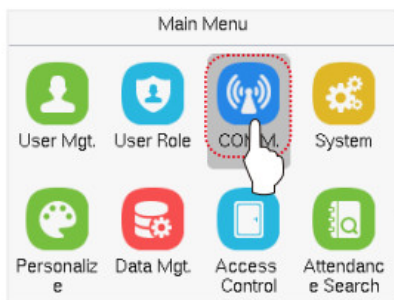 Main Menu
User Mgt. User Role COMM. System
Personaliz Data Mgt. Access Attendanc
e Control e Search